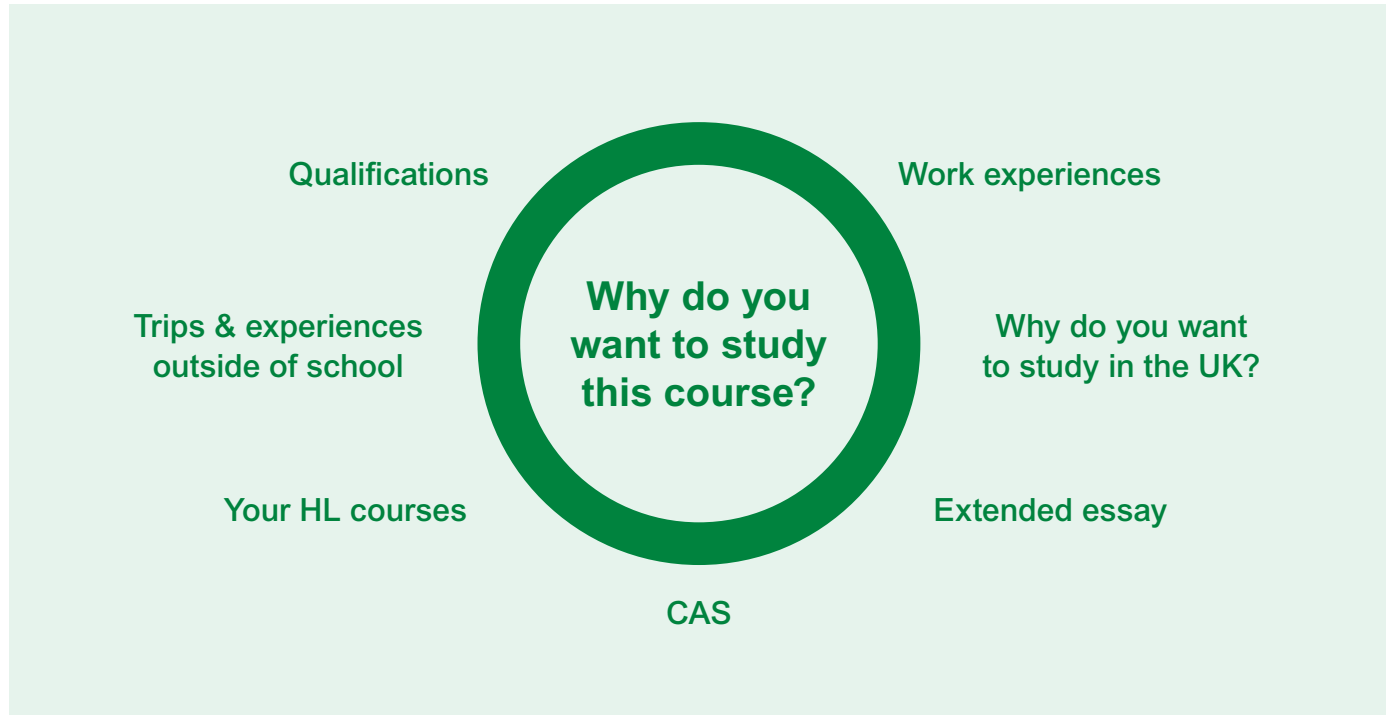 Qualifications
Work experiences
Why do you
want to study
this course?
Trips & experiences
outside of school
Why do you want
to study in the UK?
Your HL courses
Extended essay
CAS